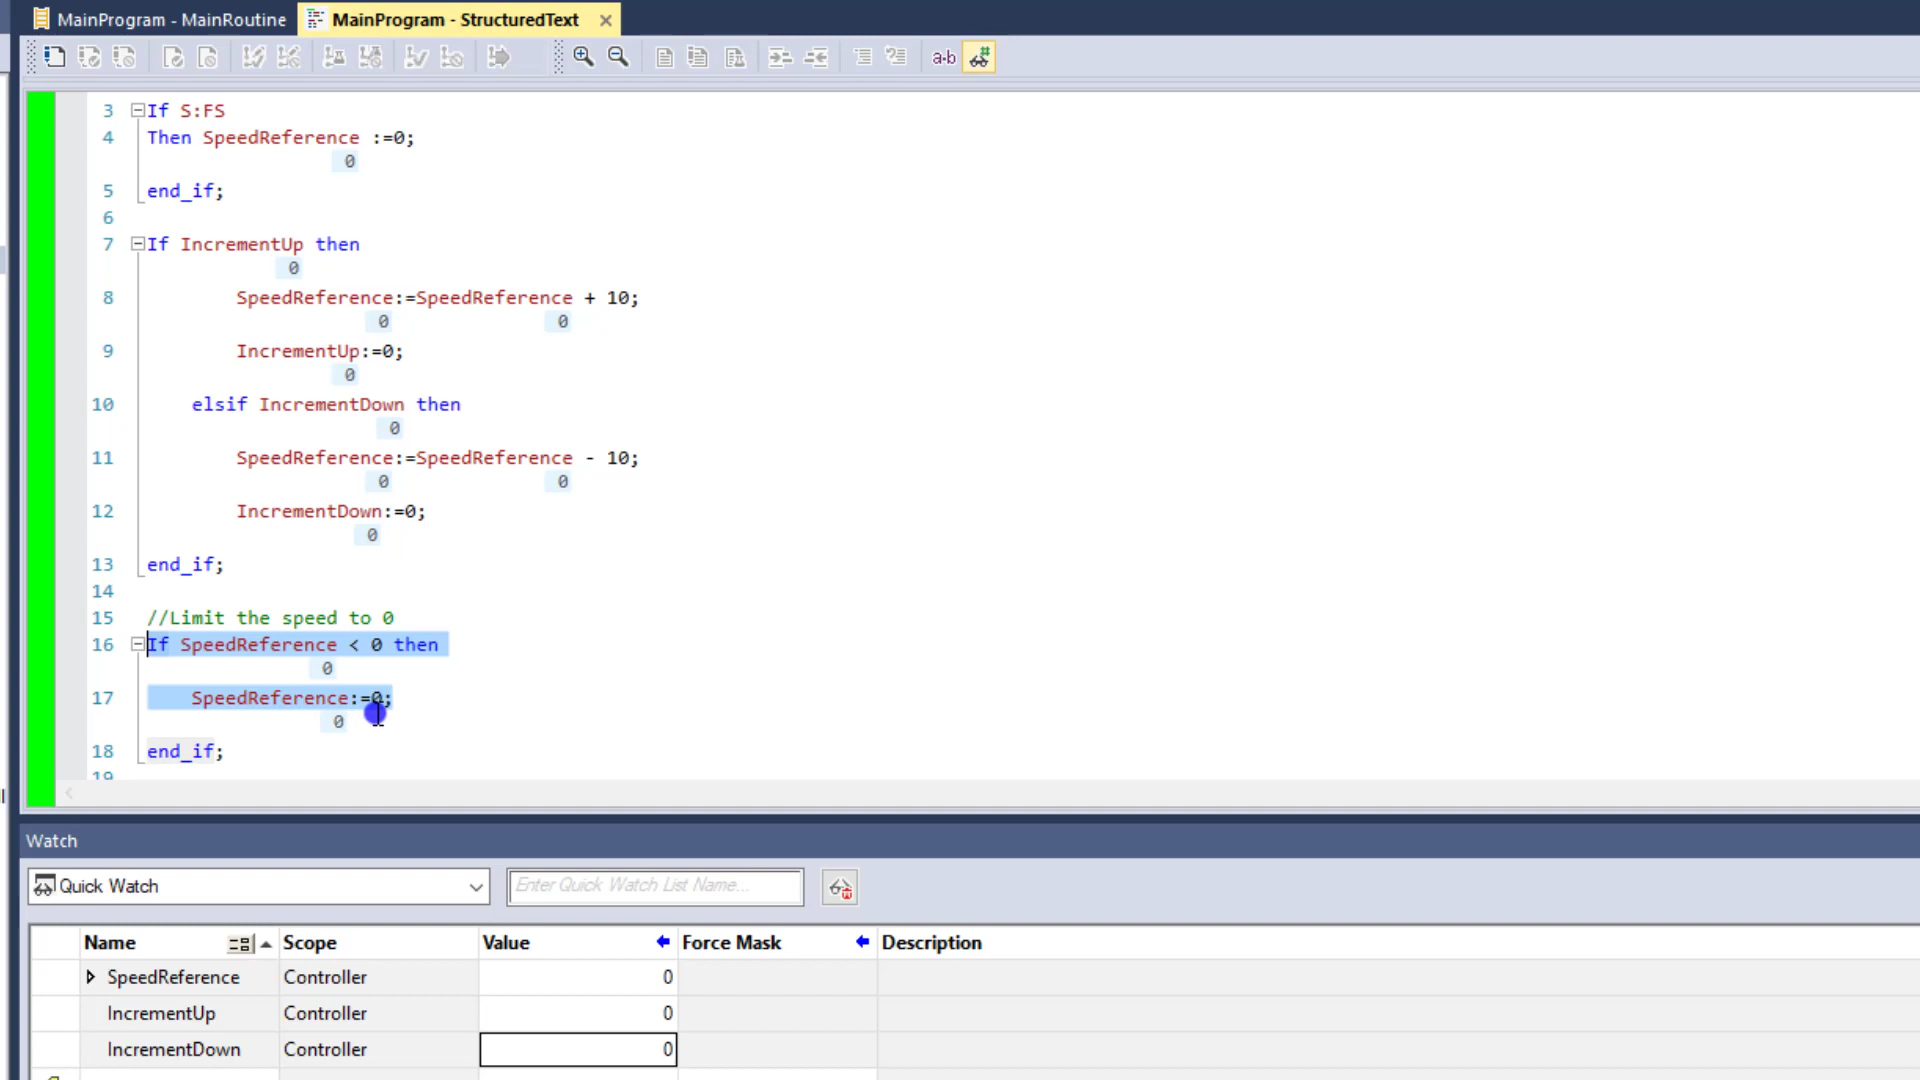 MainProgram - MainRoutine
MainProgram - StructuredText
a-b
3 If S:FS
4 Then SpeedReference :=0;
0
5 end_if;
6
7 If IncrementUp then
0
8 SpeedReference:=SpeedReference + 10;
0 0
9 IncrementUp:=0;
0
10 elsif IncrementDown then
0
11 SpeedReference:=SpeedReference - 10;
0 0
12 IncrementDown:=0;
0
13 end_if;
14
15 //Limit the speed to 0
16 If SpeedReference < 0 then
0
17 SpeedReference:=0;
0
18 end_if;
19
Watch
Quick Watch
Enter Quick Watch List Name...
Name Scope Value Force Mask Description
SpeedReference Controller 0
IncrementUp Controller 0
IncrementDown Controller 0